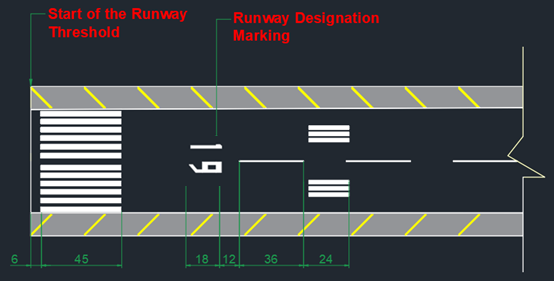 Start of the Runway
Threshold
Runway Designation
Marking
19
6 45 18 12 36 24